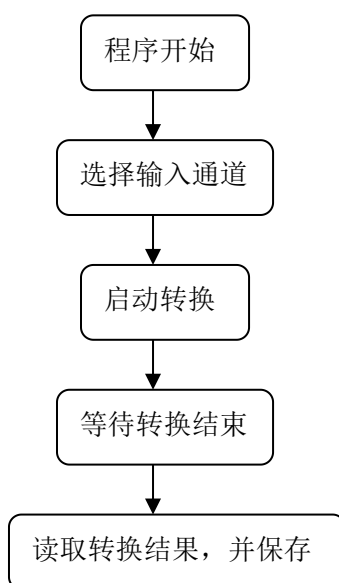 程序开始
选择输入通道
启动转换
等待转换结束
读取转换结果，并保存